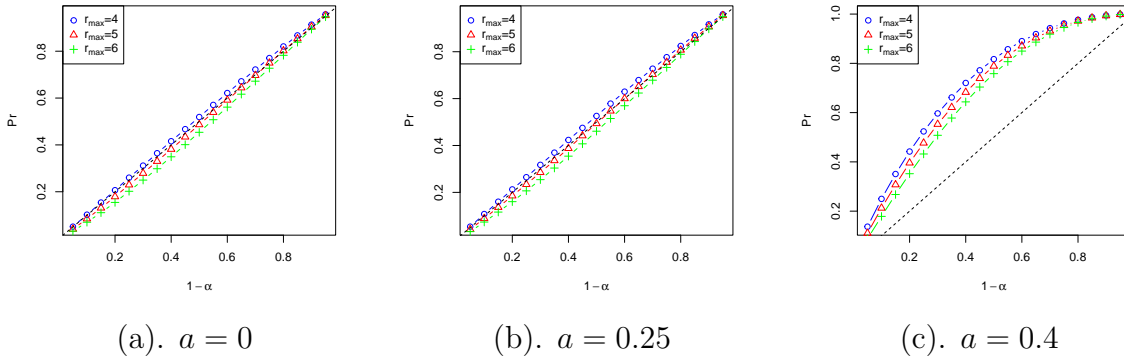 r_max=4
r_max=5
r_max=6
Pr
0.8
0.6
0.4
0.2
0.2 0.4 0.6 0.8
1 − α
(a). a = 0
r_max=4
r_max=5
r_max=6
Pr
0.8
0.6
0.4
0.2
0.2 0.4 0.6 0.8
1 − α
(b). a = 0.25
r_max=4
r_max=5
r_max=6
Pr
1.0
0.8
0.6
0.4
0.2
0.2 0.4 0.6 0.8
1 − α
(c). a = 0.4